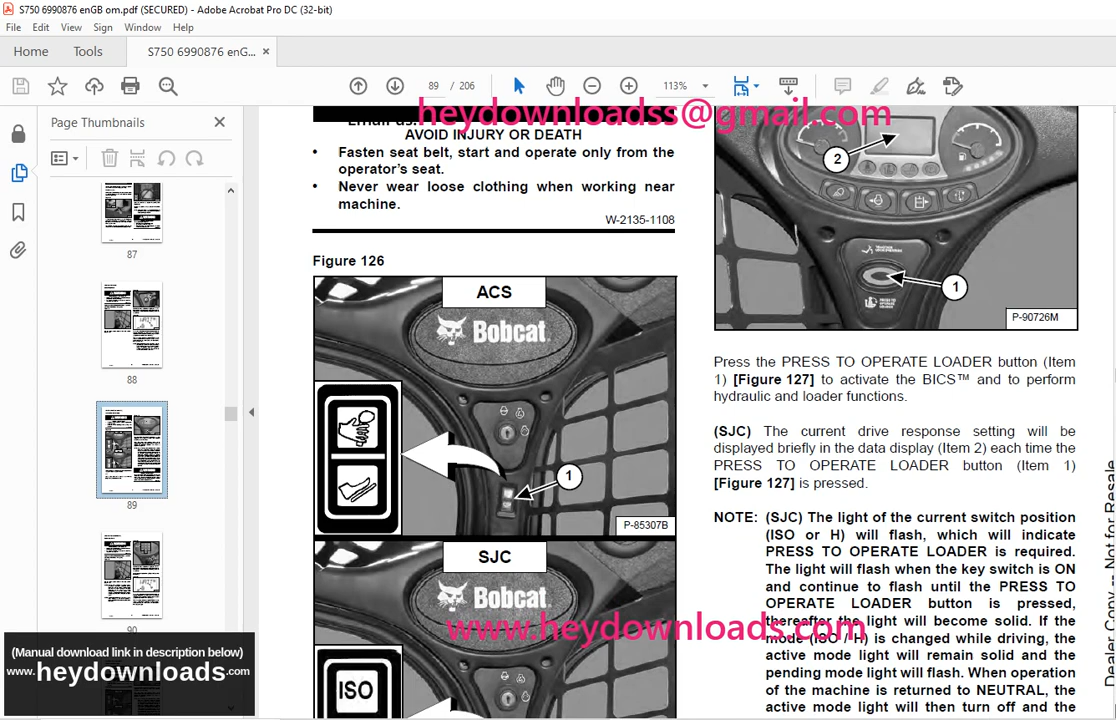 S750 6990876 enGB om.pdf (SECURED) - Adobe Acrobat Pro DC (32-bit)
File Edit View Sign Window Help
Home Tools S750 6990876 enG... ×
89 / 206 113%
heydownloadss@gmail.com
Page Thumbnails
87
88
89
90
(Manual download link in description below)
www.heydownloads.com
AVOID INJURY OR DEATH
• Fasten seat belt, start and operate only from the
operator's seat.
• Never wear loose clothing when working near
machine.
W-2135-1108
Figure 126
ACS
Bobcat
1
P-85307B
SJC
Bobcat
ISO
2
1
P-90726M
Press the PRESS TO OPERATE LOADER button (Item
1) [Figure 127] to activate the BICS™ and to perform
hydraulic and loader functions.
(SJC) The current drive response setting will be
displayed briefly in the data display (Item 2) each time the
PRESS TO OPERATE LOADER button (Item 1)
[Figure 127] is pressed.
NOTE: (SJC) The light of the current switch position
(ISO or H) will flash, which will indicate
PRESS TO OPERATE LOADER is required.
The light will flash when the key switch is ON
and continue to flash until the PRESS TO
OPERATE LOADER button is pressed,
thereafter the light will become solid. If the
mode (ISO / H) is changed while driving, the
active mode light will remain solid and the
pending mode light will flash. When operation
of the machine is returned to NEUTRAL, the
active mode light will then turn off and the
www.heydownloads.com
Dealer Copy -- Not for Resale